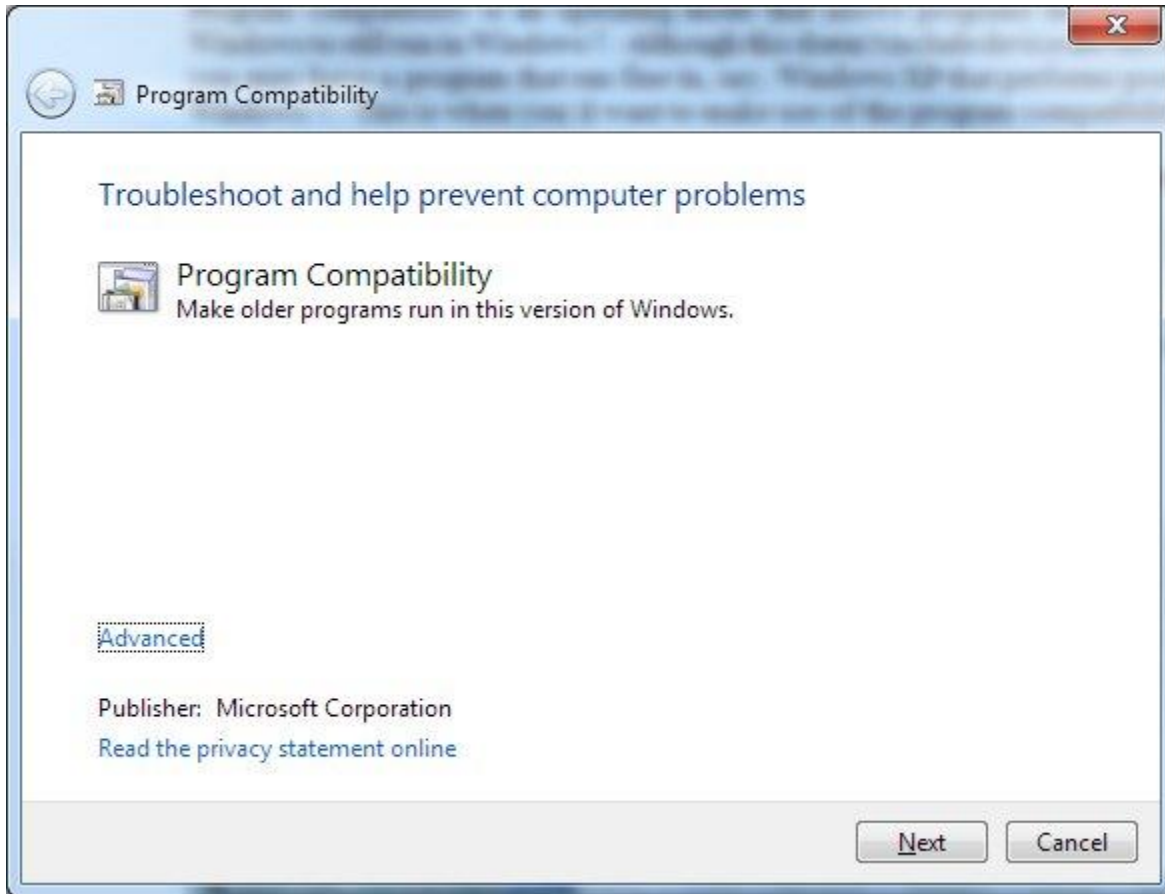 Program Compatibility
Troubleshoot and help prevent computer problems
Program Compatibility
Make older programs run in this version of Windows.
Advanced
Publisher: Microsoft Corporation
Read the privacy statement online
Next
Cancel